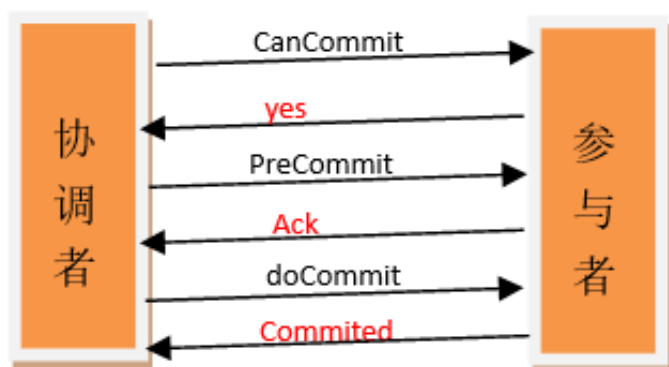 协调者
CanCommit
yes
PreCommit
Ack
doCommit
Commited
参与者